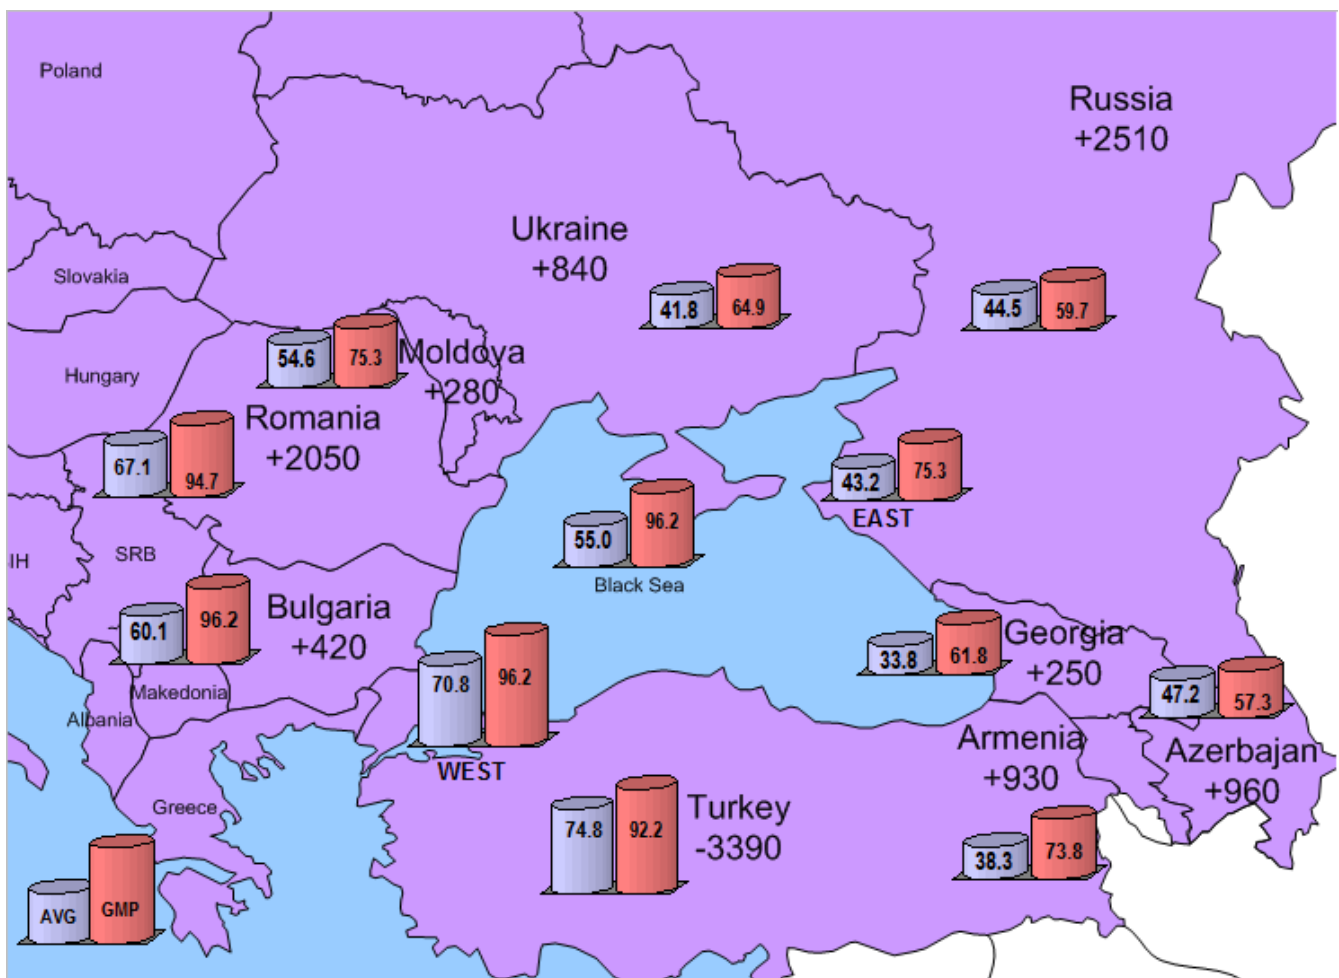 Poland
Russia
+2510
Ukraine
+840
Slovakia
41.8
64.9
44.5
59.7
54.6
75.3
Moldova
+280
Hungary
Romania
+2050
67.1
94.7
43.2
75.3
EAST
55.0
96.2
Black Sea
IH
SRB
60.1
96.2
Bulgaria
+420
Georgia
+250
33.8
61.8
70.8
96.2
WEST
47.2
57.3
Makedonia
Albania
Armenia
+930
Azerbajan
+960
Greece
74.8
92.2
Turkey
-3390
38.3
73.8
AVG
GMP